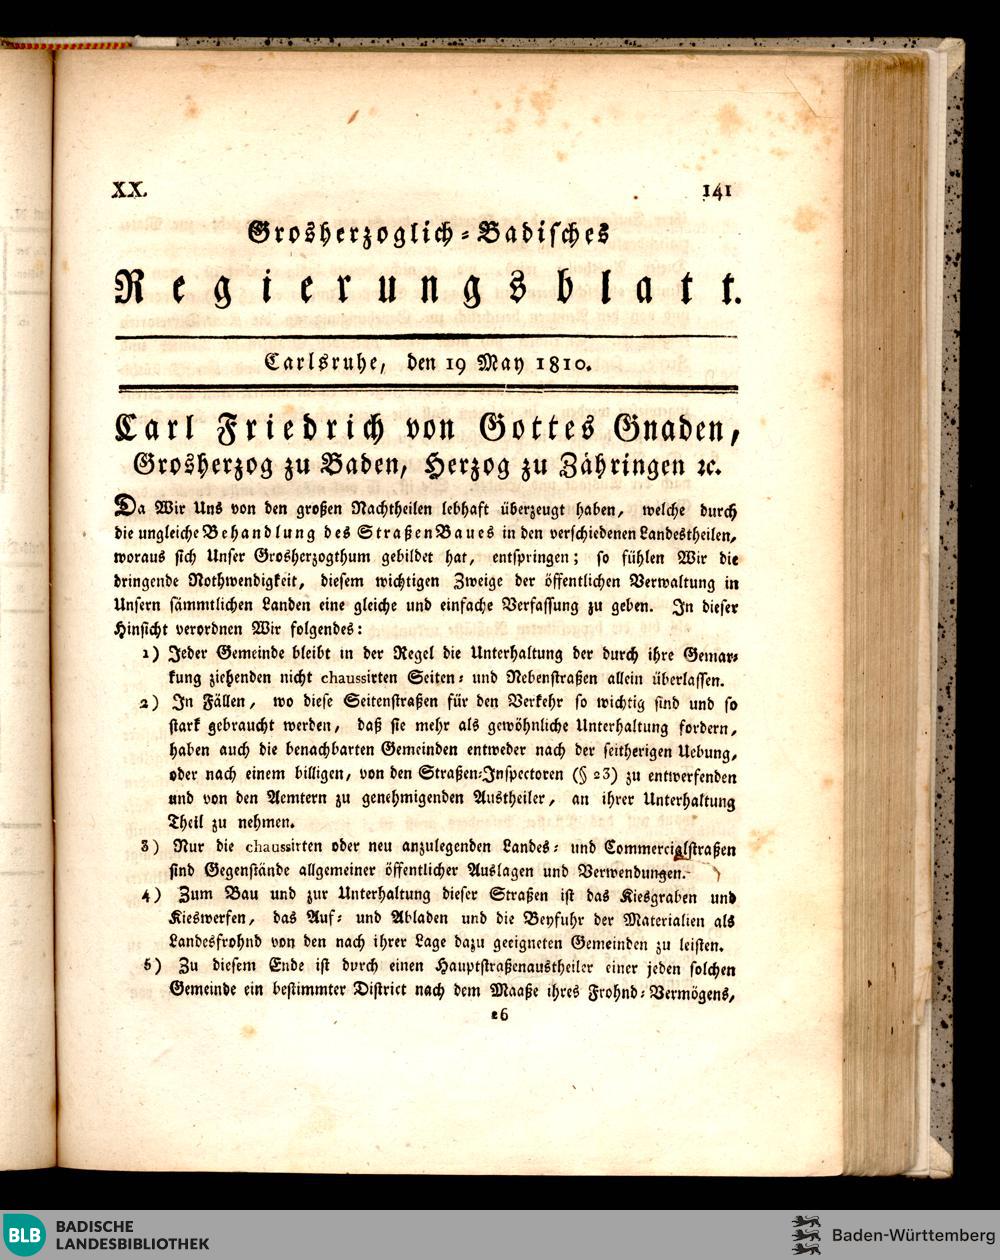 XX.
141
Grosherzoglich-Badisches
Regierungsblatt.
Carlsruhe, den 19 May 1810.
Carl Friedrich von Gottes Gnaden,
Grosherzog zu Baden, Herzog zu Zähringen ꝛc.
Da Wir Uns von den großen Nachtheilen lebhaft überzeugt haben, welche durch
die ungleiche Behandlung des StraßenBaues in den verschiedenen Landestheilen,
woraus sich Unser Grosherzogthum gebildet hat, entspringen; so fühlen Wir die
dringende Nothwendigkeit, diesem wichtigen Zweige der öffentlichen Verwaltung in
Unsern sämmtlichen Landen eine gleiche und einfache Verfassung zu geben. In dieser
Hinsicht verordnen Wir folgendes:
1) Jeder Gemeinde bleibt in der Regel die Unterhaltung der durch ihre Gemar-
kung ziehenden nicht chaussirten Seiten- und Nebenstraßen allein überlassen.
2) In Fällen, wo diese Seitenstraßen für den Verkehr so wichtig sind und so
stark gebraucht werden, daß sie mehr als gewöhnliche Unterhaltung fordern,
haben auch die benachbarten Gemeinden entweder nach der seitherigen Uebung,
oder nach einem billigen, von den Straßen-Inspectoren (§ 23) zu entwerfenden
und von den Aemtern zu genehmigenden Austheiler, an ihrer Unterhaltung
Theil zu nehmen.
3) Nur die chaussirten oder neu anzulegenden Landes- und Commercialstraßen
sind Gegenstände allgemeiner öffentlicher Auslagen und Verwendungen.
4) Zum Bau und zur Unterhaltung dieser Straßen ist das Kiesgraben und
Kieswerfen, das Auf- und Abladen und die Beyfuhr der Materialien als
Landesfrohnd von den nach ihrer Lage dazu geeigneten Gemeinden zu leisten.
5) Zu diesem Ende ist durch einen Hauptstraßenaustheiler einer jeden solchen
Gemeinde ein bestimmter District nach dem Maaße ihres Frohnd-Vermögens,
26
BLB
BADISCHE
LANDESBIBLIOTHEK
Baden-Württemberg